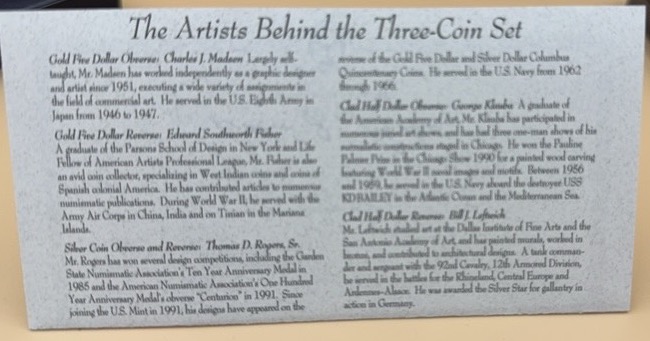 The Artists Behind the Three-Coin Set
Gold Five Dollar Obverse: Charles J. Madsen Largely self-
taught, Mr. Madsen has worked independently as a graphic designer
and artist since 1951, executing a wide variety of assignments in
the field of commercial art. He served in the U.S. Eighth Army in
Japan from 1946 to 1947.
Gold Five Dollar Reverse: Edward Southworth Fisher
A graduate of the Parsons School of Design in New York and Life
Fellow of American Artists Professional League, Mr. Fisher is also
an avid coin collector, specializing in West Indian coins and coins of
Spanish colonial America. He has contributed articles to numerous
numismatic publications. During World War II, he served with the
Army Air Corps in China, India and on Tinian in the Mariana
Islands.
Silver Coin Obverse and Reverse: Thomas D. Rogers, Sr.
Mr. Rogers has won several design competitions, including the Garden
State Numismatic Association's Ten Year Anniversary Medal in
1985 and the American Numismatic Association's One Hundred
Year Anniversary Medal's obverse "Centurion" in 1991. Since
joining the U.S. Mint in 1991, his designs have appeared on the
reverse of the Gold Five Dollar and Silver Dollar Columbus
Quincentenary Coins. He served in the U.S. Navy from 1962
through 1966.
Clad Half Dollar Obverse: George Klauba A graduate of
the American Academy of Art, Mr. Klauba has participated in
numerous juried art shows, and has had three one-man shows of his
constructions staged in Chicago. He won the Pauline
Palmer Prize in the Chicago Show 1990 for a painted wood carving
featuring World War II naval images and motifs. Between 1956
and 1959, he served in the U.S. Navy aboard the destroyer USS
KD BAILEY in the Atlantic Ocean and the Mediterranean Sea.
Clad Half Dollar Reverse: Bill J. Leftwich
Mr. Leftwich studied art at the Dallas Institute of Fine Arts and the
San Antonio Academy of Art, and has painted murals, worked in
bronze, and contributed to architectural designs. A tank comman-
der and sergeant with the 92nd Cavalry, 12th Armored Division,
he served in the battles for the Rhineland, Central Europe and
Ardennes-Alsace. He was awarded the Silver Star for gallantry in
action in Germany.